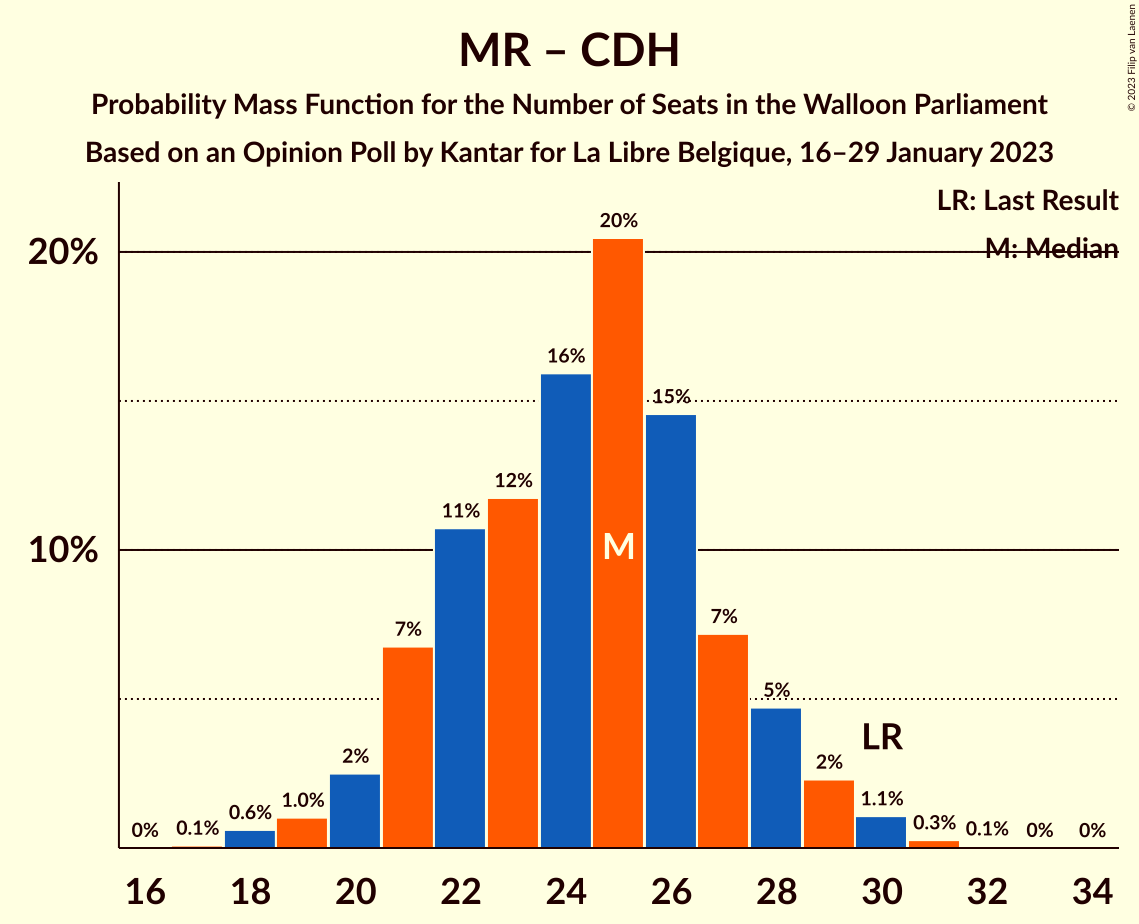 MR – CDH
Probability Mass Function for the Number of Seats in the Walloon Parliament
Based on an Opinion Poll by Kantar for La Libre Belgique, 16–29 January 2023
© 2023 Filip van Laenen
LR: Last Result
M: Median
20%
10%
0%
0.1%
0.6%
1.0%
2%
7%
11%
12%
16%
20%
15%
7%
5%
2%
1.1%
0.3%
0.1%
0%
0%
M
LR
16 18 20 22 24 26 28 30 32 34